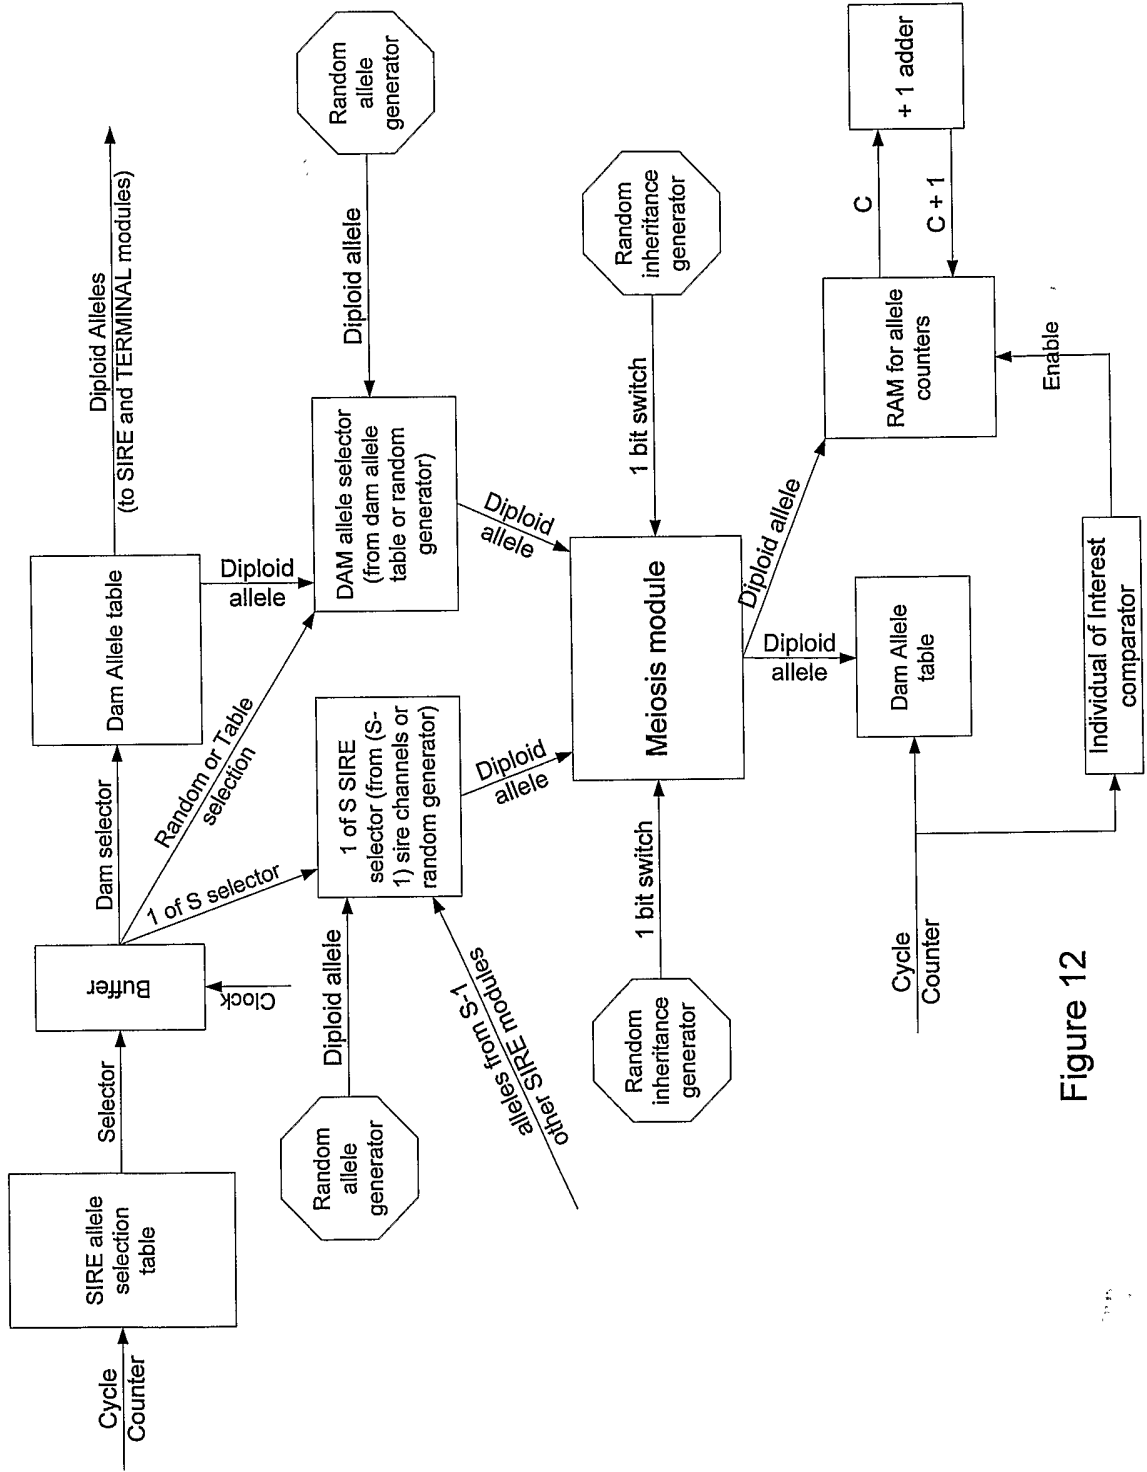 Cycle
Counter
SIRE allele
selection
table
Selector
Buffer
Clock
Dam selector
Random or Table
selection
1 of S selector
Dam Allele table
Diploid Alleles
(to SIRE and TERMINAL modules)
Diploid
allele
Random
allele
generator
Diploid allele
1 of S SIRE
selector (from (S-
1) sire channels or
random generator)
alleles from S-1
other SIRE modules
DAM allele selector
(from dam allele
table or random
generator)
Diploid allele
Random
allele
generator
Diploid
allele
Diploid
allele
Random
inheritance
generator
1 bit switch
Meiosis module
1 bit switch
Random
inheritance
generator
Diploid
allele
Diploid allele
Cycle
Counter
Dam Allele
table
RAM for allele
counters
C
C + 1
+ 1 adder
Enable
Individual of Interest
comparator
Figure 12